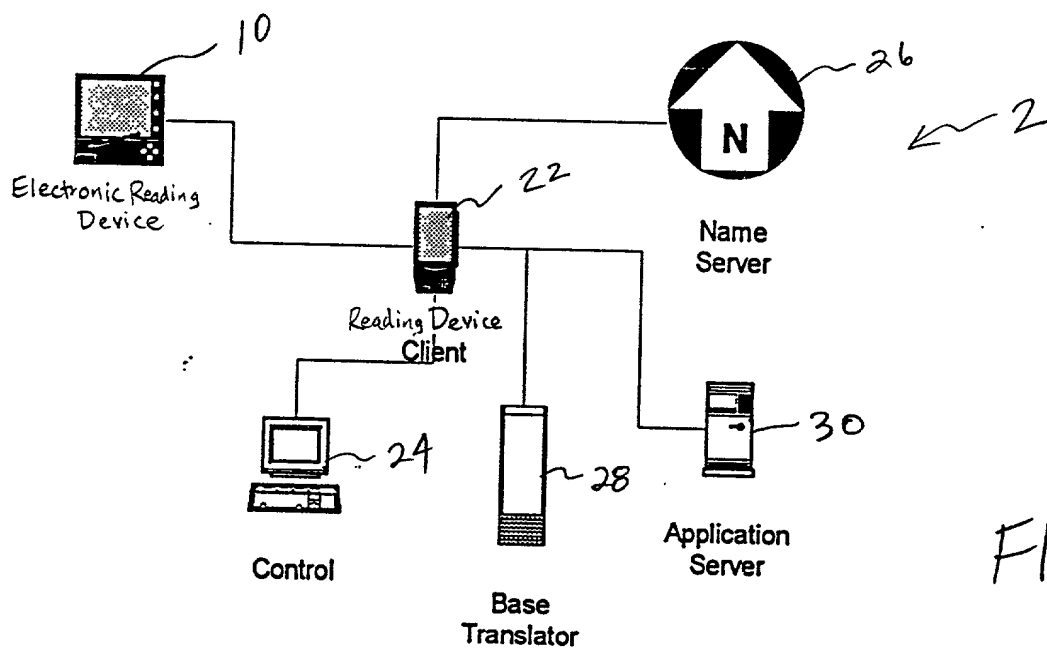 10
26
2
N
Electronic Reading
Device
22
Name
Server
Reading Device
Client
24
28
30
Control
Application
Server
Base
Translator
FI